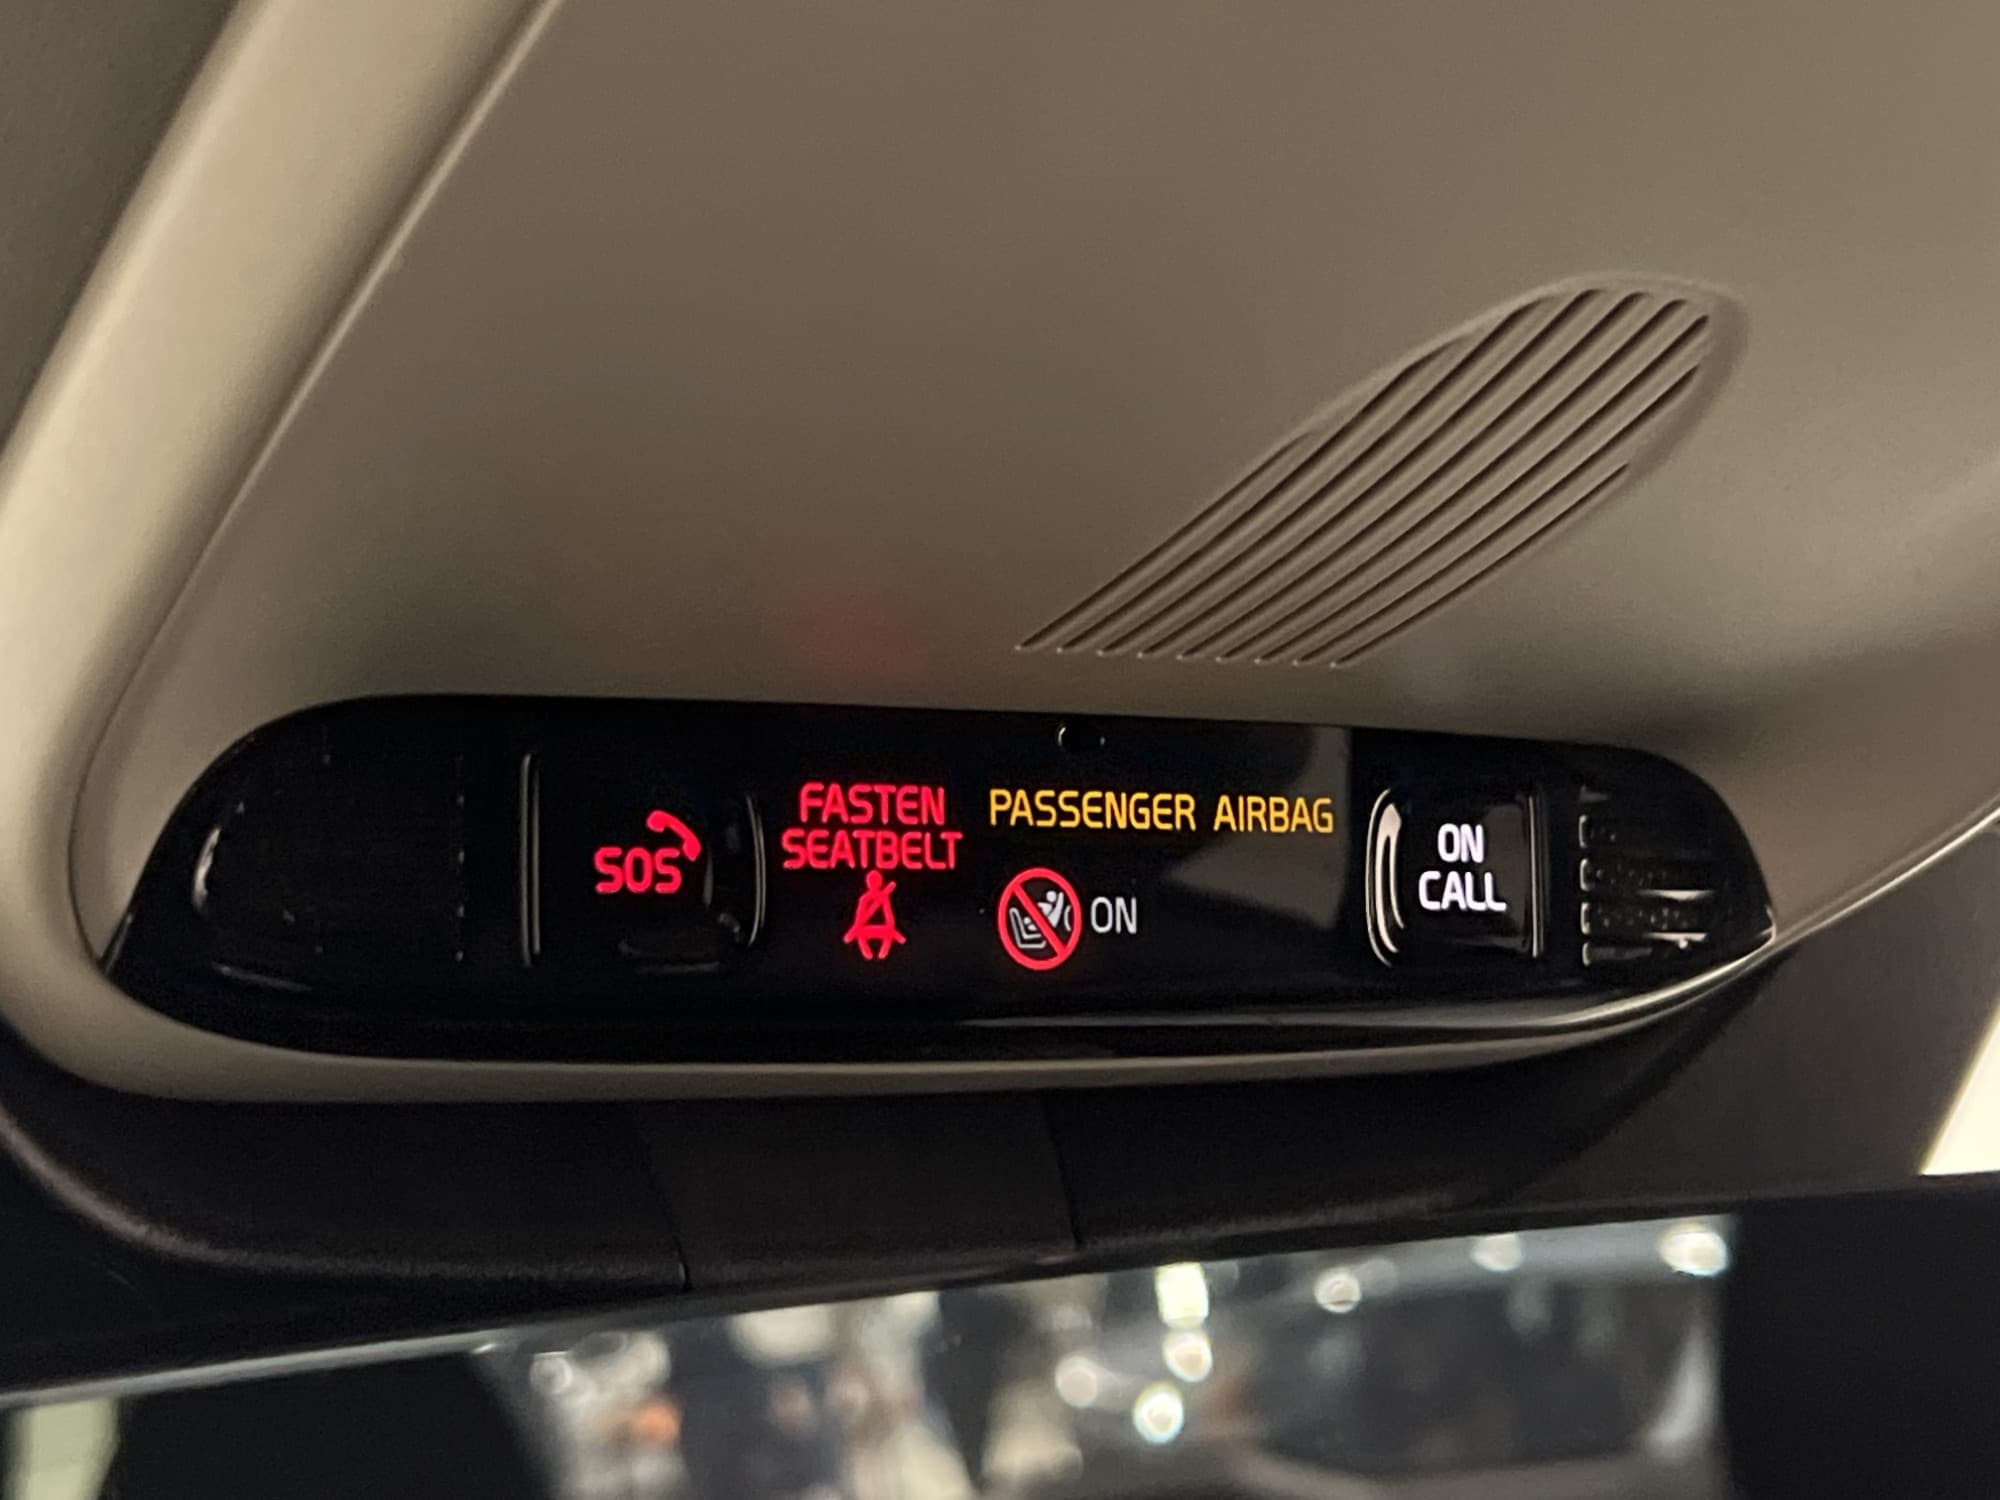 SOS
FASTEN
SEATBELT
PASSENGER AIRBAG
ON
ON
CALL